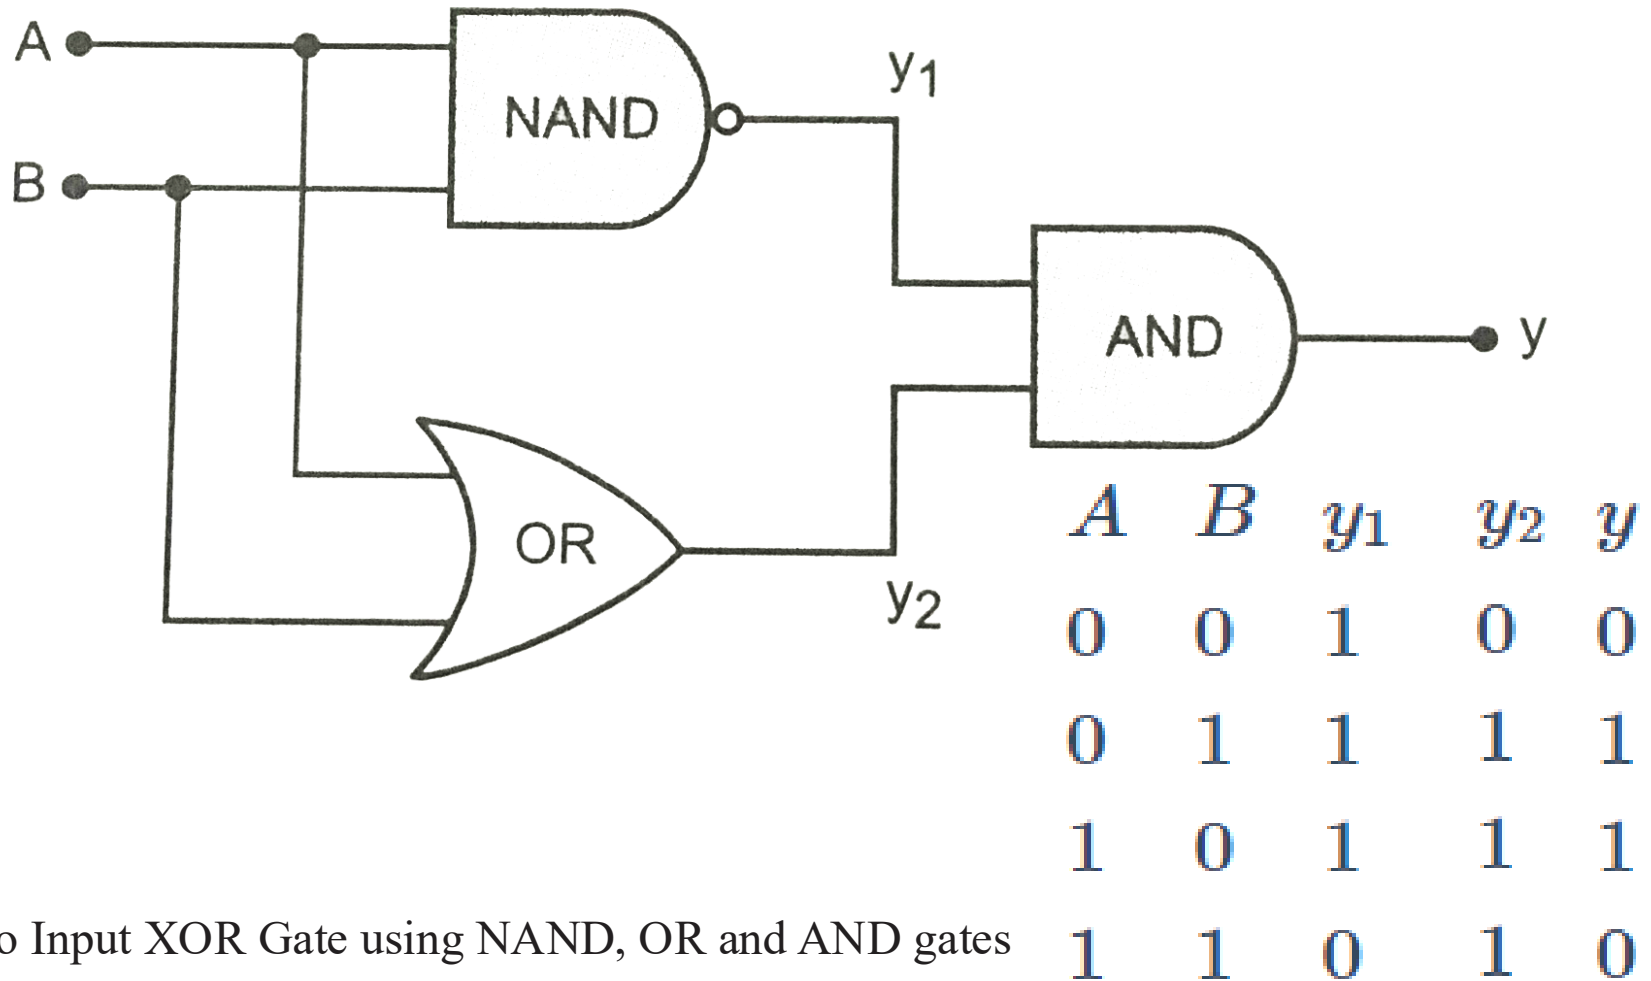 A
NAND
y1
B
AND
y
OR
y2
A B y1 y2 y
0 0 1 0 0
0 1 1 1 1
1 0 1 1 1
1 1 0 1 0
Input XOR Gate using NAND, OR and AND gates